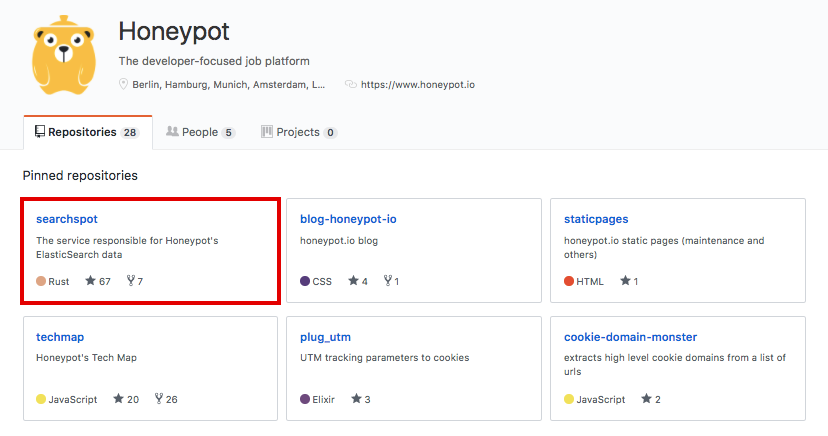 Honeypot
The developer-focused job platform
Berlin, Hamburg, Munich, Amsterdam, L... https://www.honeypot.io
Repositories 28 People 5 Projects 0
Pinned repositories
searchspot
The service responsible for Honeypot's
ElasticSearch data
Rust 67 7
blog-honeypot-io
honeypot.io blog
CSS 4 1
staticpages
honeypot.io static pages (maintenance and
others)
HTML 1
techmap
Honeypot's Tech Map
JavaScript 20 26
plug_utm
UTM tracking parameters to cookies
Elixir 3
cookie-domain-monster
extracts high level cookie domains from a list of
urls
JavaScript 2